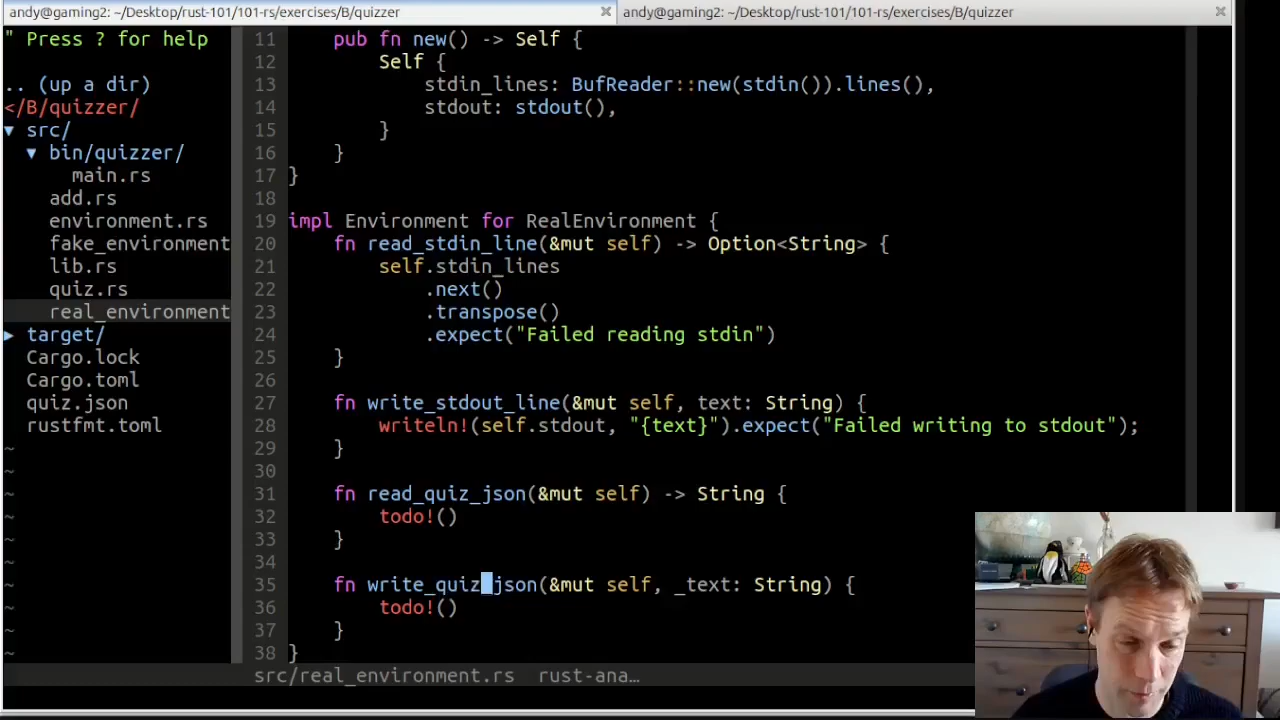 andy@gaming2: ~/Desktop/rust-101/101-rs/exercises/B/quizzer
andy@gaming2: ~/Desktop/rust-101/101-rs/exercises/B/quizzer
" Press ? for help
.. (up a dir)
</B/quizzer/
▼ src/
▼ bin/quizzer/
main.rs
add.rs
environment.rs
fake_environment
lib.rs
quiz.rs
real_environment
▶ target/
Cargo.lock
Cargo.toml
quiz.json
rustfmt.toml
~
~
~
~
~
~
~
~
~
~
11 pub fn new() -> Self {
12 Self {
13 stdin_lines: BufReader::new(stdin()).lines(),
14 stdout: stdout(),
15 }
16 }
17 }
18
19 impl Environment for RealEnvironment {
20 fn read_stdin_line(&mut self) -> Option<String> {
21 self.stdin_lines
22 .next()
23 .transpose()
24 .expect("Failed reading stdin")
25 }
26
27 fn write_stdout_line(&mut self, text: String) {
28 writeln!(self.stdout, "{text}").expect("Failed writing to stdout");
29 }
30
31 fn read_quiz_json(&mut self) -> String {
32 todo!()
33 }
34
35 fn write_quiz_json(&mut self, _text: String) {
36 todo!()
37 }
38 }
src/real_environment.rs rust-ana…